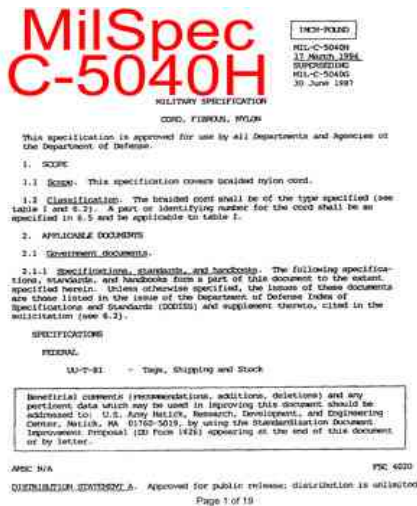 MilSpec
C-5040H
INCH-POUND
MIL-C-5040H
17 March 1994
SUPERSEDING
MIL-C-5040G
30 June 1987
MILITARY SPECIFICATION
CORD, FIBROUS, NYLON
This specification is approved for use by all Departments and Agencies of
the Department of Defense.
1. SCOPE
1.1 Scope. This specification covers braided nylon cord.
1.2 Classification. The braided cord shall be of the type specified (see
table I and 6.2). A part or identifying number for the cord shall be as
specified in 6.5 and be applicable to table I.
2. APPLICABLE DOCUMENTS
2.1 Government documents.
2.1.1 Specifications, standards, and handbooks. The following specifica-
tions, standards, and handbooks form a part of this document to the extent
specified herein. Unless otherwise specified, the issues of these documents
are those listed in the issue of the Department of Defense Index of
Specifications and Standards (DODISS) and supplement thereto, cited in the
solicitation (see 6.2).
SPECIFICATIONS
FEDERAL
UU-T-81 - Tags, Shipping and Stock
Beneficial comments (recommendations, additions, deletions) and any
pertinent data which may be used in improving this document should be
addressed to: U.S. Army Natick, Research, Development, and Engineering
Center, Natick, MA 01760-5019, by using the Standardization Document
Improvement Proposal (DD Form 1426) appearing at the end of this document
or by letter.
AMSC N/A
FSC 4020
DISTRIBUTION STATEMENT A. Approved for public release; distribution is unlimited
Page 1 of 19